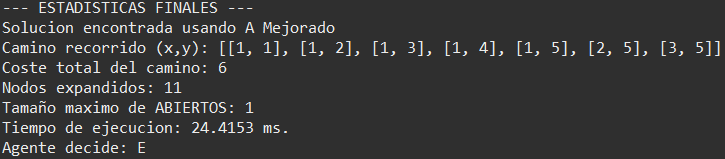 --- ESTADISTICAS FINALES ---
Solucion encontrada usando A Mejorado
Camino recorrido (x,y): [[1, 1], [1, 2], [1, 3], [1, 4], [1, 5], [2, 5], [3, 5]]
Coste total del camino: 6
Nodos expandidos: 11
Tamaño maximo de ABIERTOS: 1
Tiempo de ejecucion: 24.4153 ms.
Agente decide: E